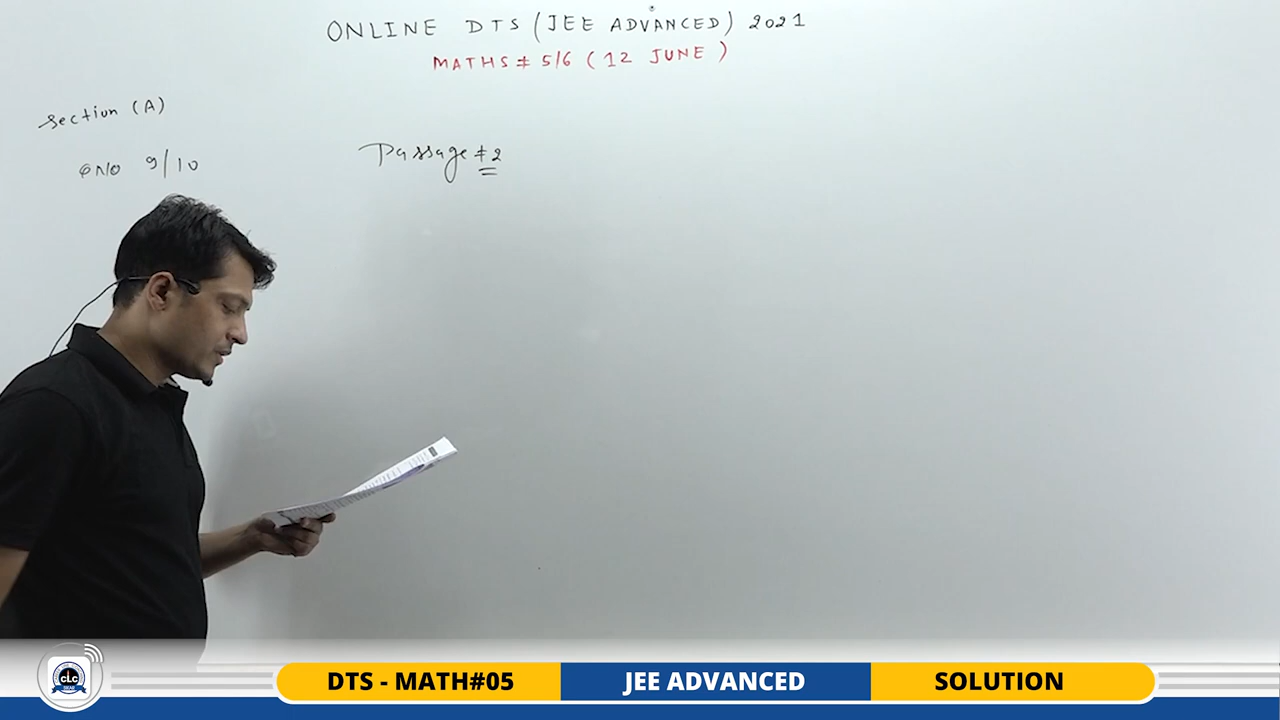 ONLINE DTS (JEE ADVANCED) 2021
MATHS # 5/6 (12 JUNE)
Section (A)
QNO 9/10
Passage # 2
CLC
DTS - MATH#05
JEE ADVANCED
SOLUTION